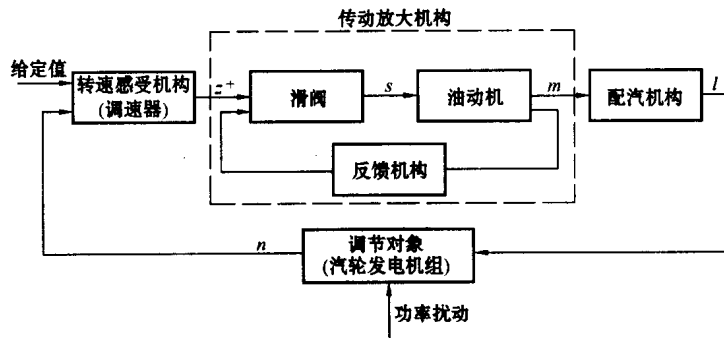 传动放大机构
给定值
转速感受机构
(调速器)
z+
滑阀
s
油动机
m
配汽机构
l
反馈机构
n
调节对象
(汽轮发电机组)
功率扰动